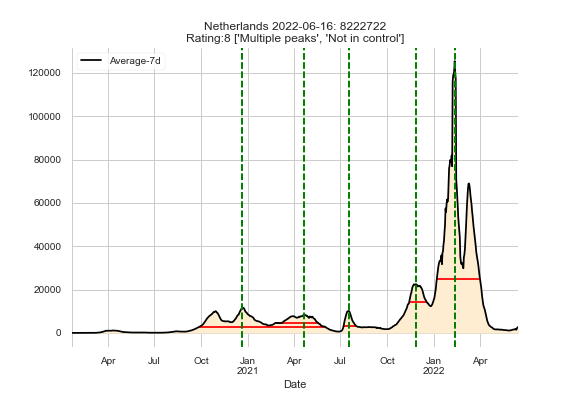 Netherlands 2022-06-16: 8222722
Rating:8 ['Multiple peaks', 'Not in control']
Average-7d
120000
100000
80000
60000
40000
20000
0
Apr Jul Oct Jan Apr Jul Oct Jan Apr
2021 2022
Date